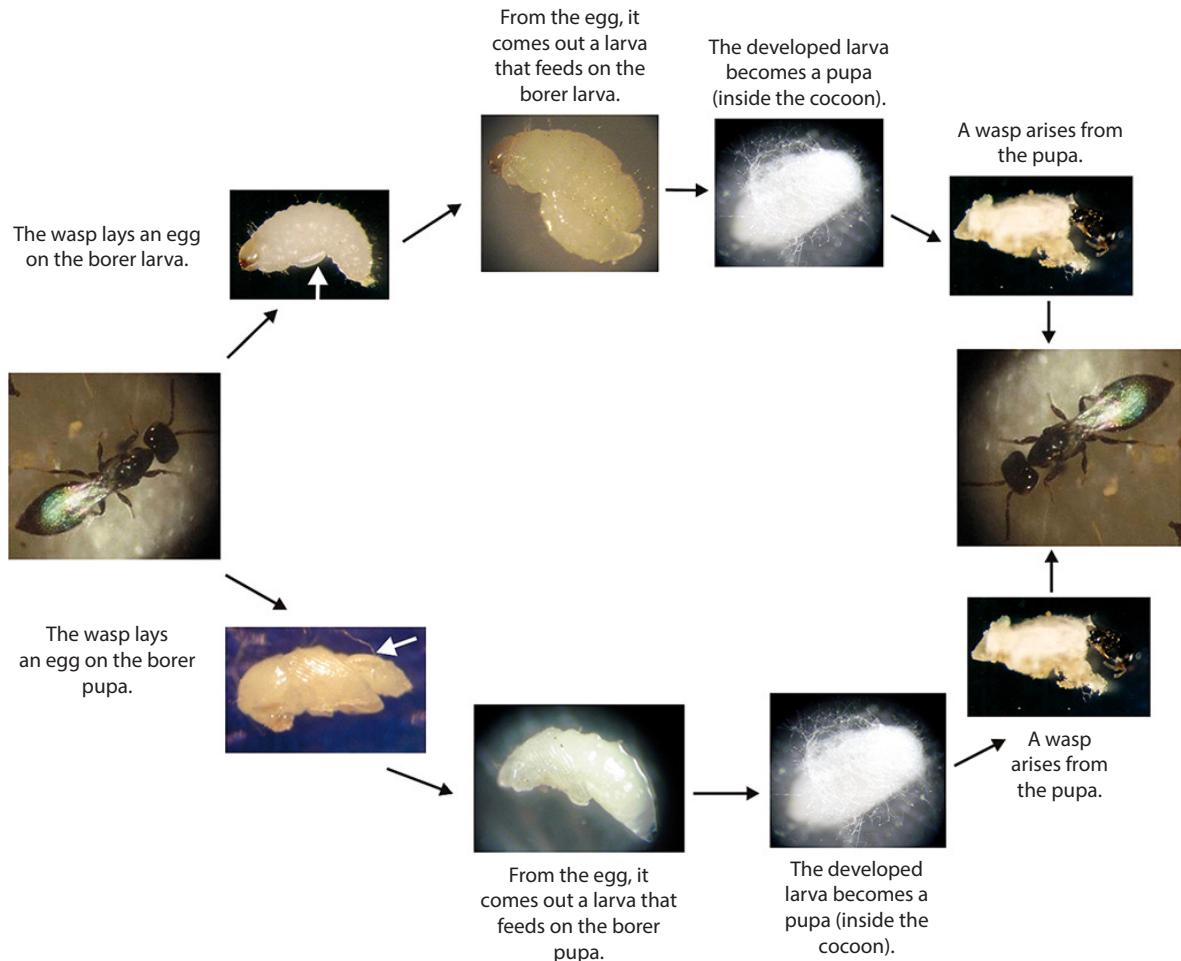 From the egg, it
comes out a larva
that feeds on the
borer larva.
The developed larva
becomes a pupa
(inside the cocoon).
A wasp arises from
the pupa.
The wasp lays an egg
on the borer larva.
The wasp lays
an egg on the borer
pupa.
From the egg, it
comes out a larva that
feeds on the borer
pupa.
The developed
larva becomes a
pupa (inside the
cocoon).
A wasp
arises from
the pupa.